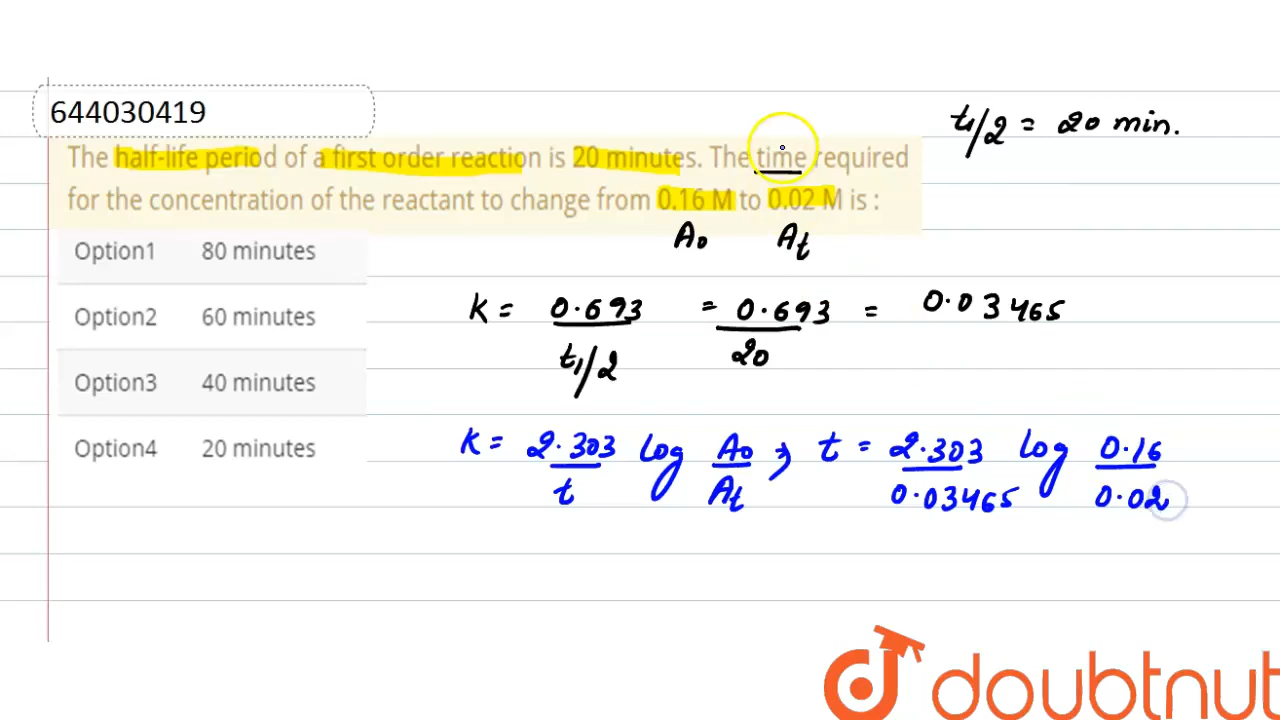 644030419
t1/2 = 20 min.
The half-life period of a first order reaction is 20 minutes. The time required
for the concentration of the reactant to change from 0.16 M to 0.02 M is :
A0 At
Option1 80 minutes
Option2 60 minutes
Option3 40 minutes
Option4 20 minutes
K = 0.693 / t1/2 = 0.693 / 20 = 0.03465
K = 2.303 / t log A0 / At ⇒ t = 2.303 / 0.03465 log 0.16 / 0.02
doubtnut